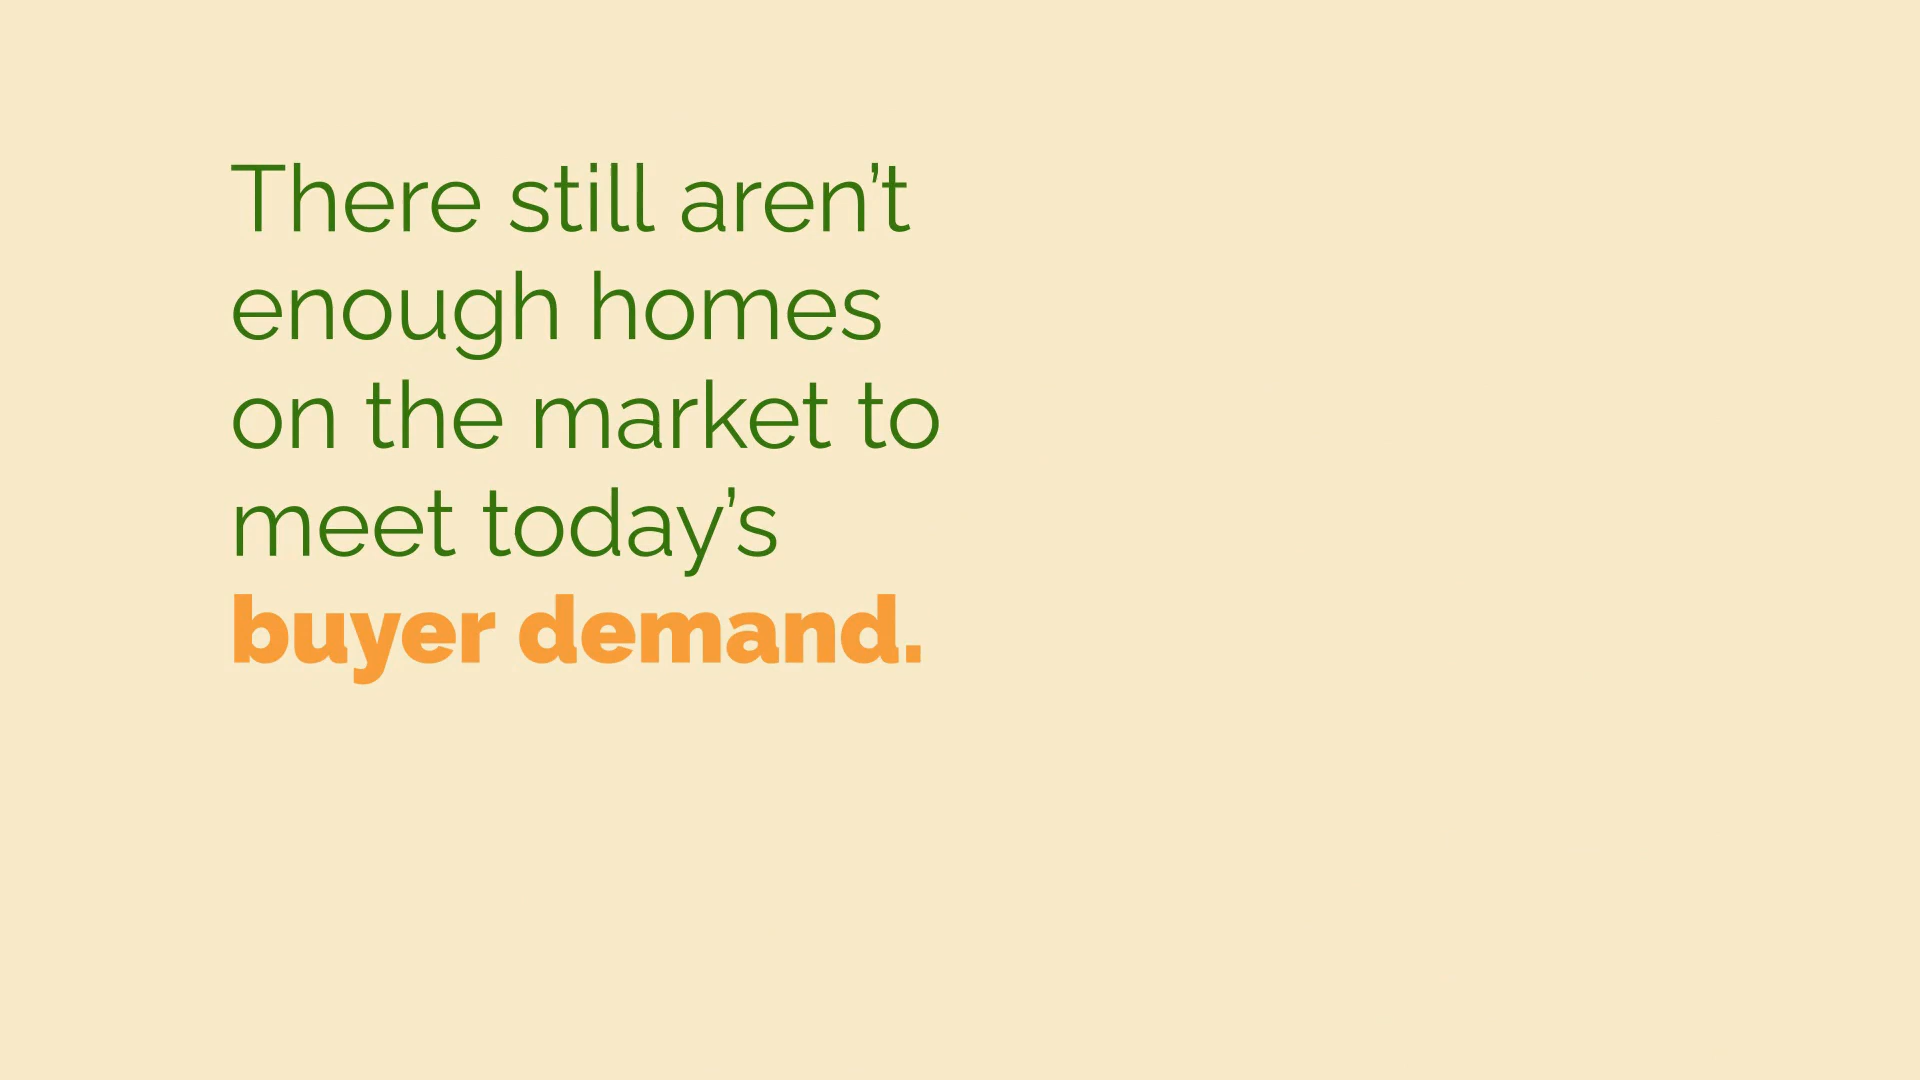 There still aren’t
enough homes
on the market to
meet today’s
buyer demand.